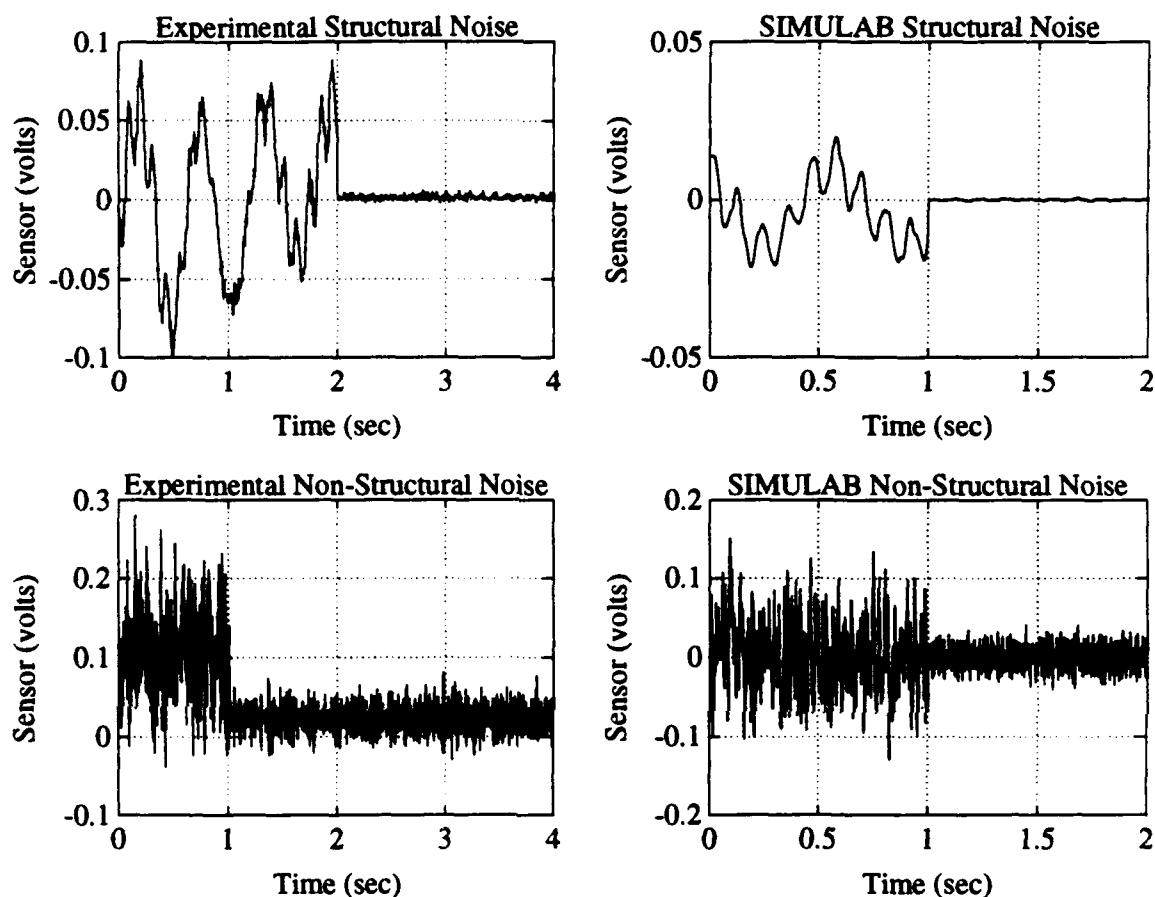 Experimental Structural Noise
0.1
0.05
0
-0.05
-0.1
Sensor (volts)
0 1 2 3 4
Time (sec)
SIMULAB Structural Noise
0.05
0
-0.05
Sensor (volts)
0 0.5 1 1.5 2
Time (sec)
Experimental Non-Structural Noise
0.3
0.2
0.1
0
-0.1
Sensor (volts)
0 1 2 3 4
Time (sec)
SIMULAB Non-Structural Noise
0.2
0.1
0
-0.1
-0.2
Sensor (volts)
0 0.5 1 1.5 2
Time (sec)